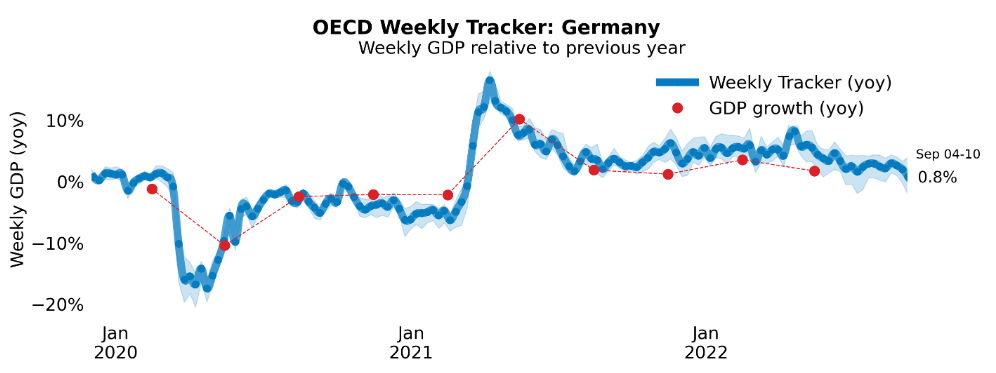 OECD Weekly Tracker: Germany
Weekly GDP relative to previous year
Weekly Tracker (yoy)
GDP growth (yoy)
Weekly GDP (yoy)
10%
0%
−10%
−20%
Sep 04-10
0.8%
Jan
2020
Jan
2021
Jan
2022